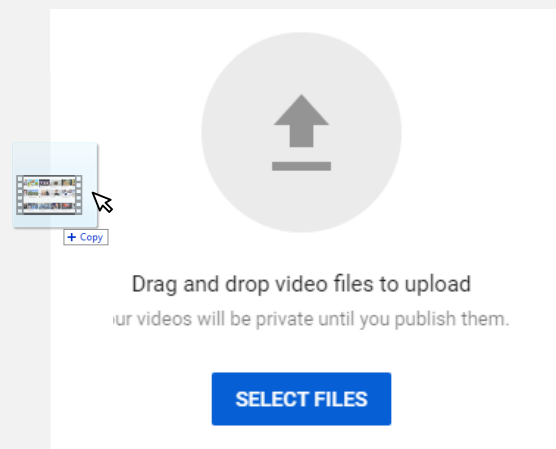 + Copy
Drag and drop video files to upload
ur videos will be private until you publish them.
SELECT FILES